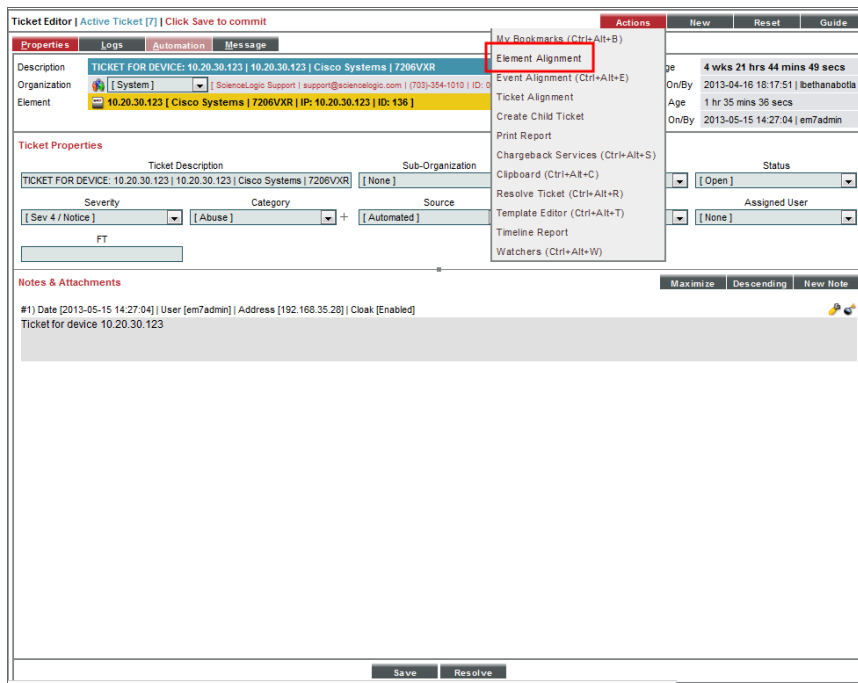 Ticket Editor | Active Ticket [7] | Click Save to commit
Actions New Reset Guide
Properties Logs Automation Message
My Bookmarks (Ctrl+Alt+B)
Element Alignment
Event Alignment (Ctrl+Alt+E)
Ticket Alignment
Create Child Ticket
Print Report
Chargeback Services (Ctrl+Alt+S)
Clipboard (Ctrl+Alt+C)
Resolve Ticket (Ctrl+Alt+R)
Template Editor (Ctrl+Alt+T)
Timeline Report
Watchers (Ctrl+Alt+W)
Description TICKET FOR DEVICE: 10.20.30.123 | 10.20.30.123 | Cisco Systems | 7206VXR
4 wks 21 hrs 44 mins 49 secs
Organization [ System ] [ ScienceLogic Support | support@sciencelogic.com | (703)-354-1010 | ID: 0
On/By 2013-04-16 18:17:51 | lbethanabotla
Element 10.20.30.123 [ Cisco Systems | 7206VXR | IP: 10.20.30.123 | ID: 136 ]
Age 1 hr 35 mins 36 secs
On/By 2013-05-15 14:27:04 | em7admin
Ticket Properties
Ticket Description Sub-Organization Status
TICKET FOR DEVICE: 10.20.30.123 | 10.20.30.123 | Cisco Systems | 7206VXR [ None ] [ Open ]
Severity Category Source Assigned User
[ Sev 4 / Notice ] [ Abuse ] + [ Automated ] [ None ]
FT
Notes & Attachments
Maximize Descending New Note
#1) Date [2013-05-15 14:27:04] | User [em7admin] | Address [192.168.35.28] | Cloak [Enabled]
Ticket for device 10.20.30.123
Save Resolve